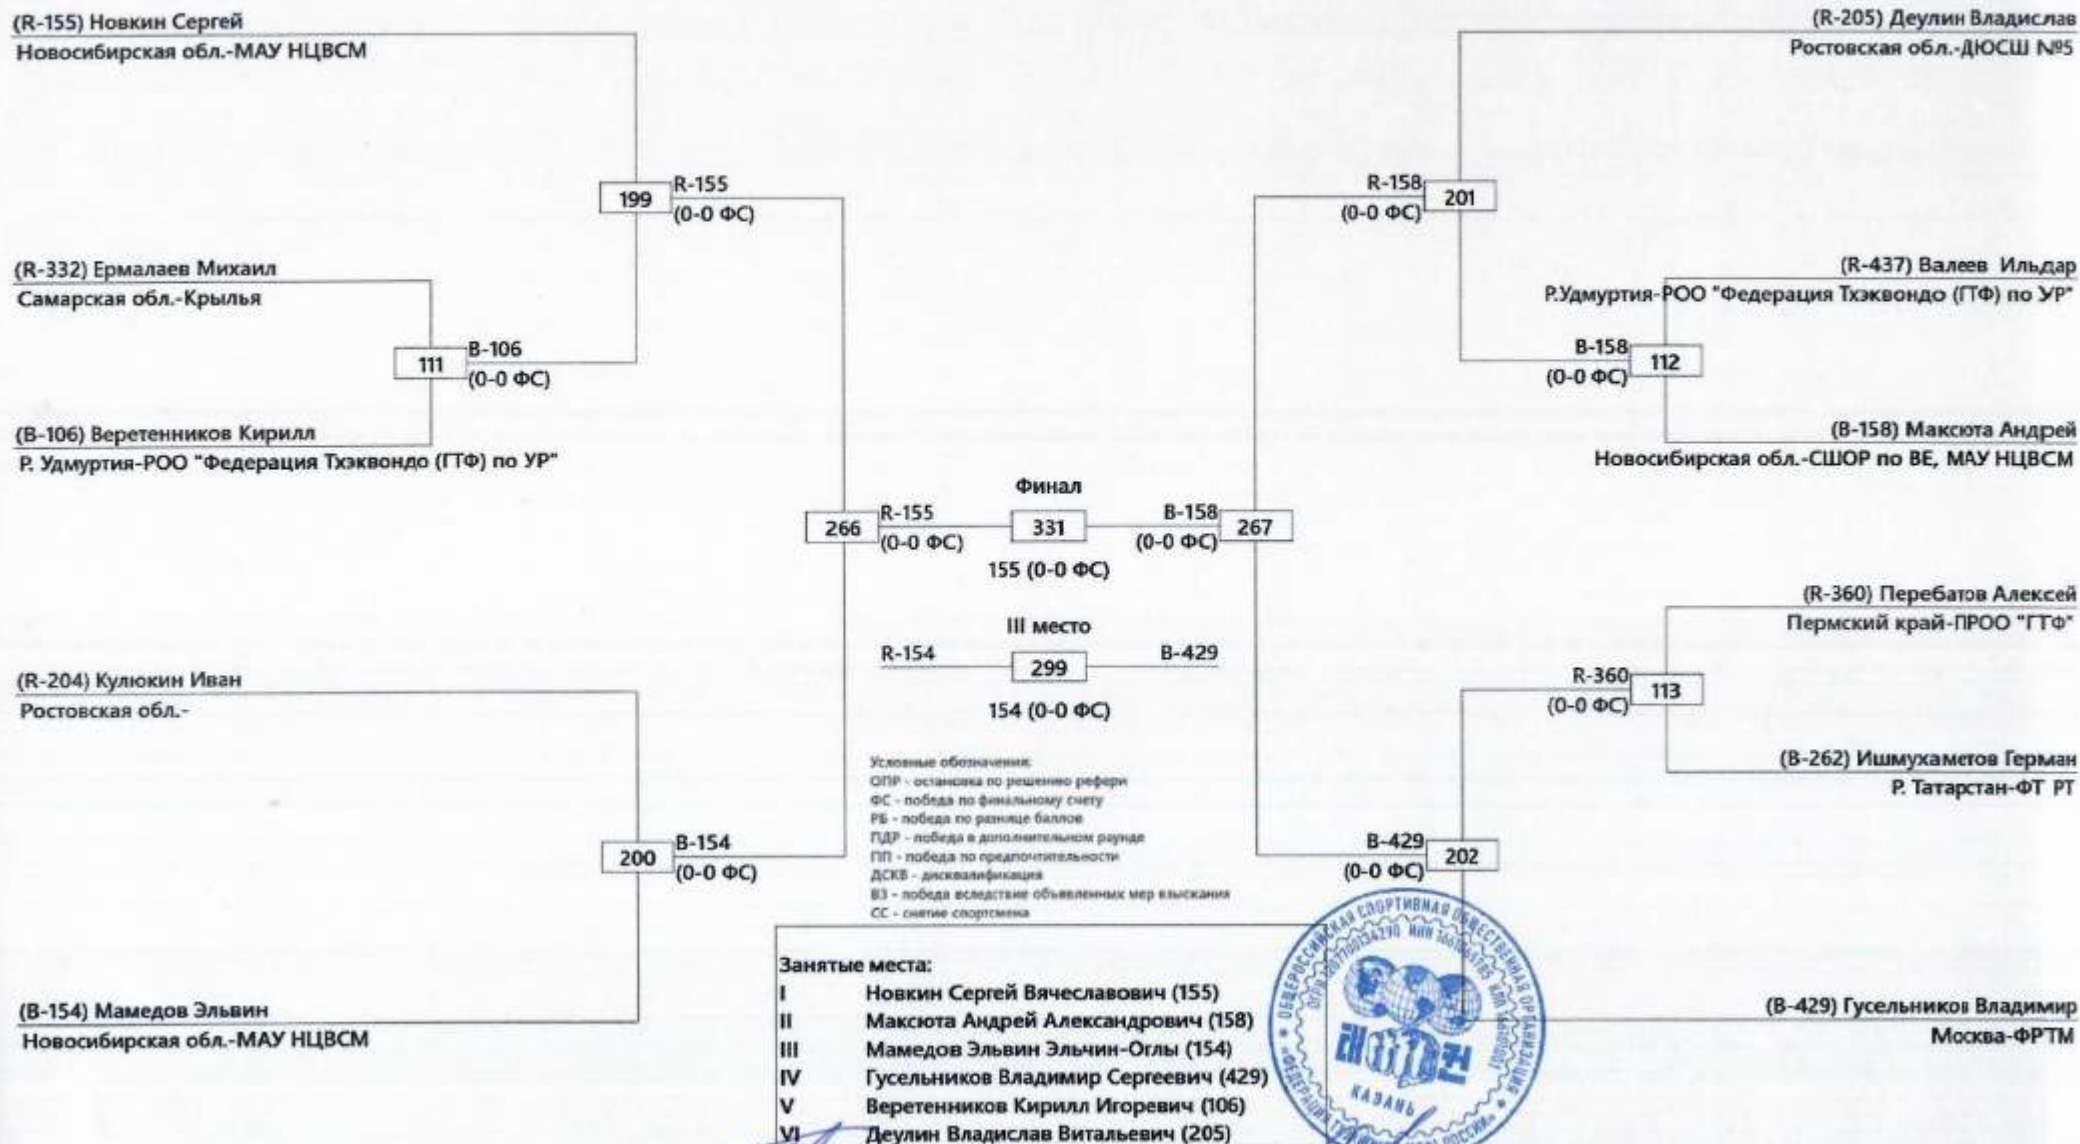 (R-155) Новкин Сергей
Новосибирская обл.-МАУ НЦВСМ
(R-205) Деулин Владислав
Ростовская обл.-ДЮСШ №5
199
R-155
(0-0 ФС)
R-158
(0-0 ФС)
201
(R-332) Ермалаев Михаил
Самарская обл.-Крылья
(R-437) Валеев Ильдар
Р.Удмуртия-РОО "Федерация Тхэквондо (ГТФ) по УР"
111
B-106
(0-0 ФС)
B-158
(0-0 ФС)
112
(B-106) Веретенников Кирилл
Р. Удмуртия-РОО "Федерация Тхэквондо (ГТФ) по УР"
(B-158) Максюта Андрей
Новосибирская обл.-СШОР по ВЕ, МАУ НЦВСМ
Финал
266
R-155
(0-0 ФС)
331
B-158
(0-0 ФС)
267
155 (0-0 ФС)
(R-360) Перебатов Алексей
Пермский край-ПРОО "ГТФ"
III место
R-154
299
B-429
154 (0-0 ФС)
(R-204) Кулюкин Иван
Ростовская обл.-
R-360
(0-0 ФС)
113
(B-262) Ишмухаметов Герман
Р. Татарстан-ФТ РТ
Условные обозначения:
ОПР - остановка по решению рефери
ФС - победа по финальному счету
РБ - победа по разнице баллов
ПДР - победа в дополнительном раунде
ПП - победа по предпочтительности
ДСКВ - дисквалификация
ВЗ - победа вследствие объявленных мер взыскания
СС - снятие спортсмена
200
B-154
(0-0 ФС)
B-429
(0-0 ФС)
202
(B-154) Мамедов Эльвин
Новосибирская обл.-МАУ НЦВСМ
(B-429) Гусельников Владимир
Москва-ФРТМ
Занятые места:
I Новкин Сергей Вячеславович (155)
II Максюта Андрей Александрович (158)
III Мамедов Эльвин Эльчин-Оглы (154)
IV Гусельников Владимир Сергеевич (429)
V Веретенников Кирилл Игоревич (106)
VI Деулин Владислав Витальевич (205)
ОБЩЕРОССИЙСКАЯ СПОРТИВНАЯ ОБЩЕСТВЕННАЯ ОРГАНИЗАЦИЯ
КАЗАНЬ